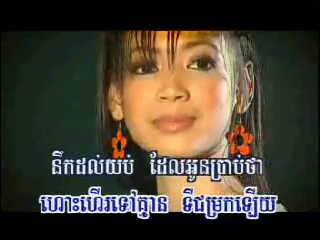 នឹកដល់យប់ ដែលអូនប្រាប់ថា
ហោះហើរទៅគ្មាន ទីជម្រកឡើយ